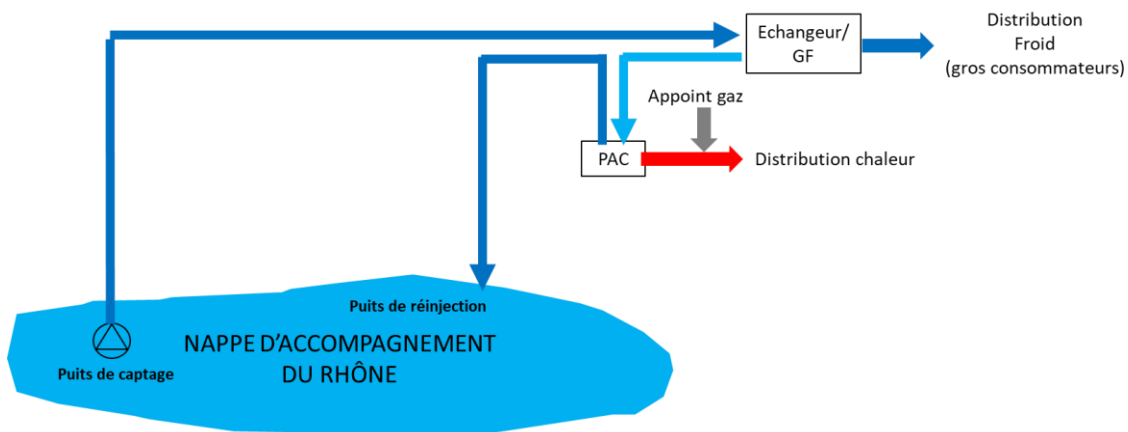 Echangeur/
GF
Distribution
Froid
(gros consommateurs)
Appoint gaz
PAC
Distribution chaleur
Puits de réinjection
NAPPE D'ACCOMPAGNEMENT
DU RHÔNE
Puits de captage